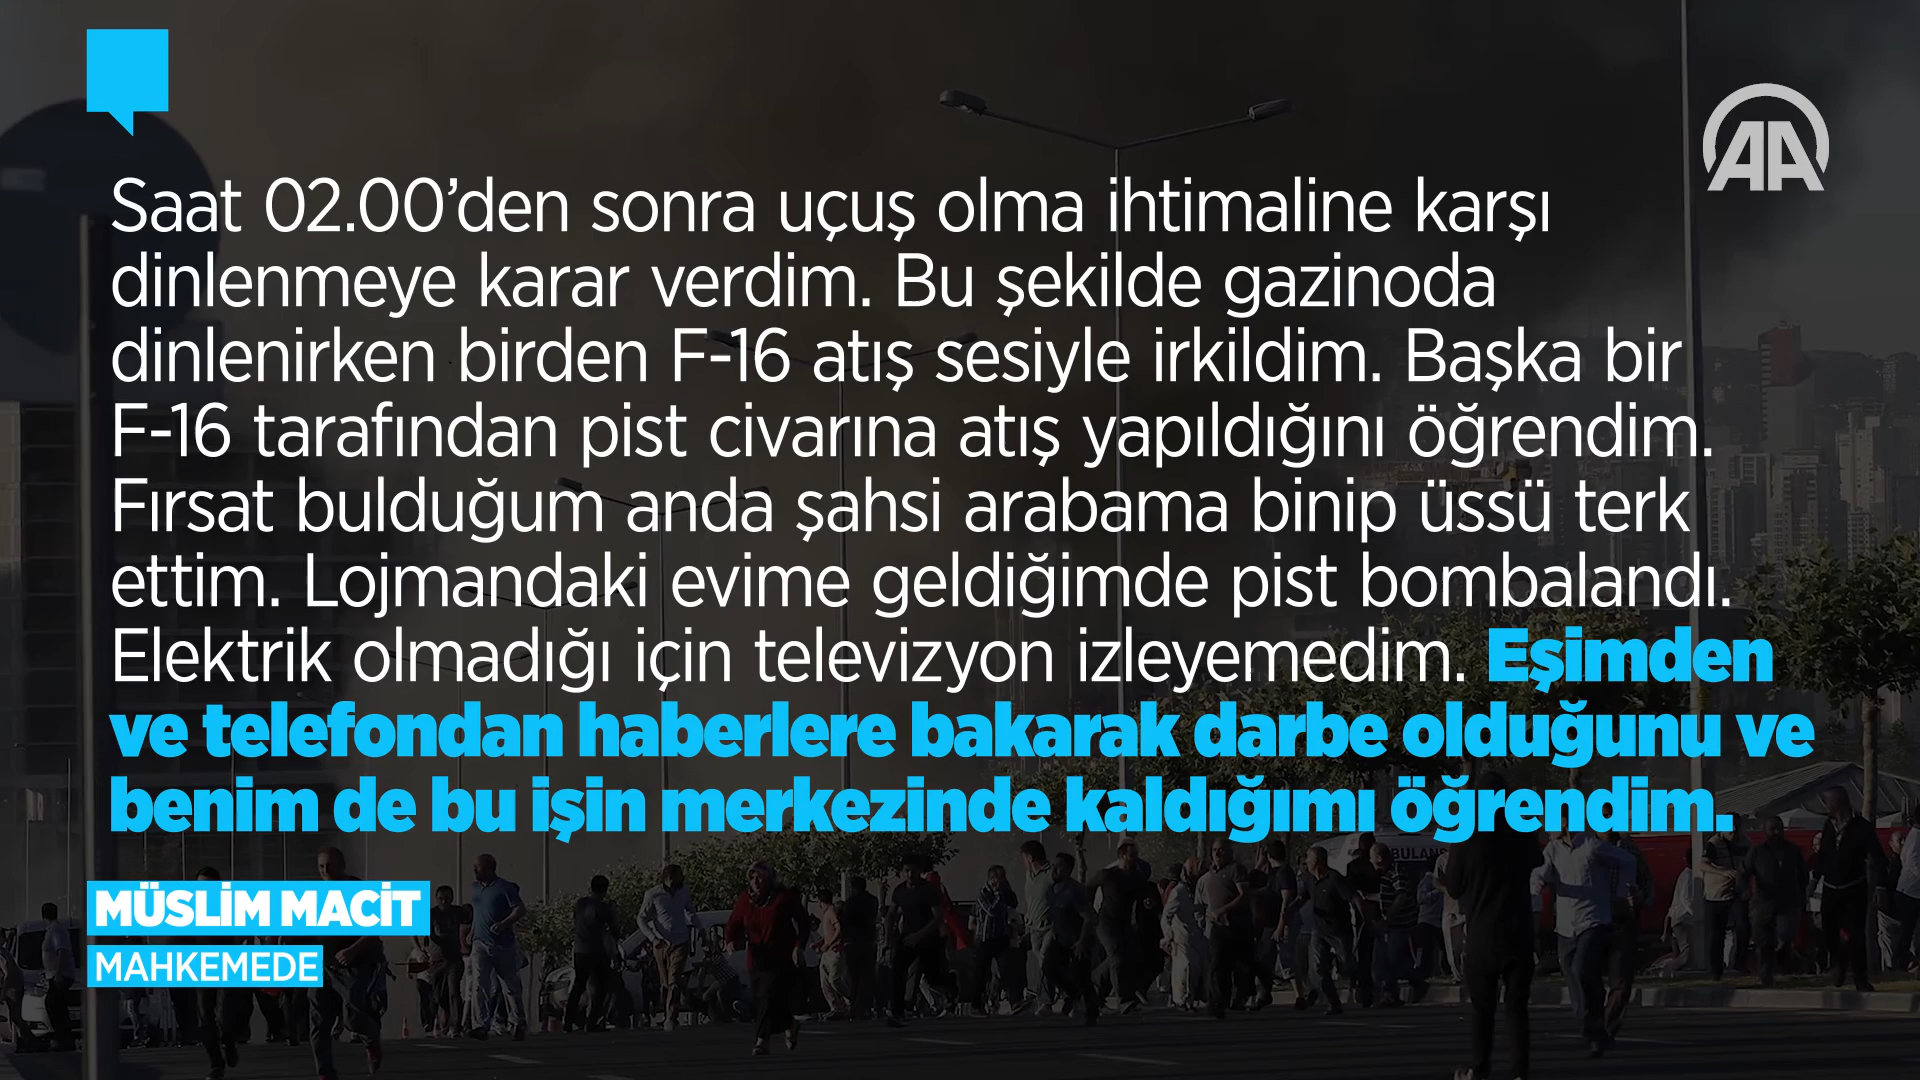 AA
Saat 02.00’den sonra uçuş olma ihtimaline karşı
dinlenmeye karar verdim. Bu şekilde gazinoda
dinlenirken birden F-16 atış sesiyle irkildim. Başka bir
F-16 tarafından pist civarına atış yapıldığını öğrendim.
Fırsat bulduğum anda şahsi arabama binip üssü terk
ettim. Lojmandaki evime geldiğimde pist bombalandı.
Elektrik olmadığı için televizyon izleyemedim. Eşimden
ve telefondan haberlere bakarak darbe olduğunu ve
benim de bu işin merkezinde kaldığımı öğrendim.
MÜSLİM MACİT
MAHKEMEDE